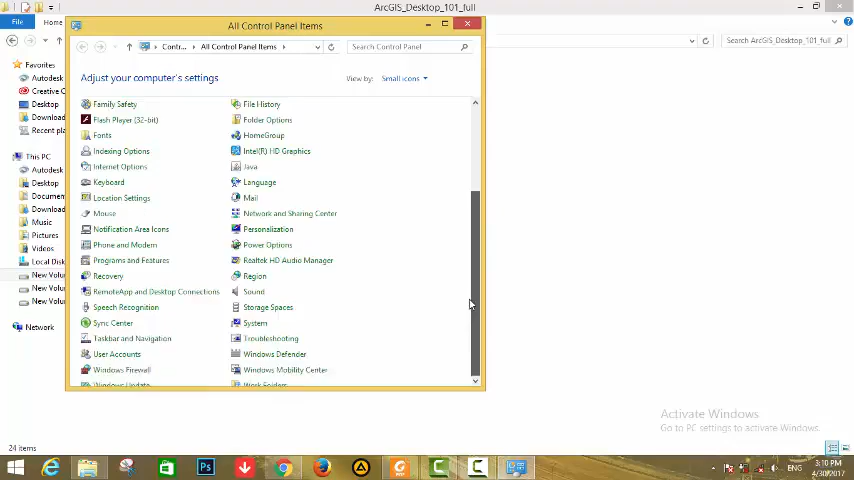 ArcGIS_Desktop_101_full
File
Home
All Control Panel Items
Contr...
All Control Panel Items
Search Control Panel
Search ArcGIS_Desktop_101_full
Adjust your computer's settings
View by: Small icons
Favorites
Autodesk
Creative C
Desktop
Download
Recent pla
This PC
Autodesk
Desktop
Documen
Download
Music
Pictures
Videos
Local Disk
New Volu
New Volu
New Volu
Network
Family Safety
File History
Flash Player (32-bit)
Folder Options
Fonts
HomeGroup
Indexing Options
Intel(R) HD Graphics
Internet Options
Java
Keyboard
Language
Location Settings
Mail
Mouse
Network and Sharing Center
Notification Area Icons
Personalization
Phone and Modem
Power Options
Programs and Features
Realtek HD Audio Manager
Recovery
Region
RemoteApp and Desktop Connections
Sound
Speech Recognition
Storage Spaces
Sync Center
System
Taskbar and Navigation
Troubleshooting
User Accounts
Windows Defender
Windows Firewall
Windows Mobility Center
Windows Update
Work Folders
Activate Windows
Go to PC settings to activate Windows.
24 items
Ps
ENG
3:10 PM
4/30/2017